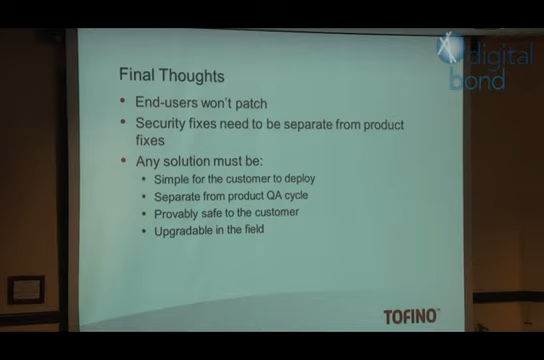 digital
bond
Final Thoughts
• End-users won't patch
• Security fixes need to be separate from product
fixes
• Any solution must be:
• Simple for the customer to deploy
• Separate from product QA cycle
• Provably safe to the customer
• Upgradable in the field
TOFINO™